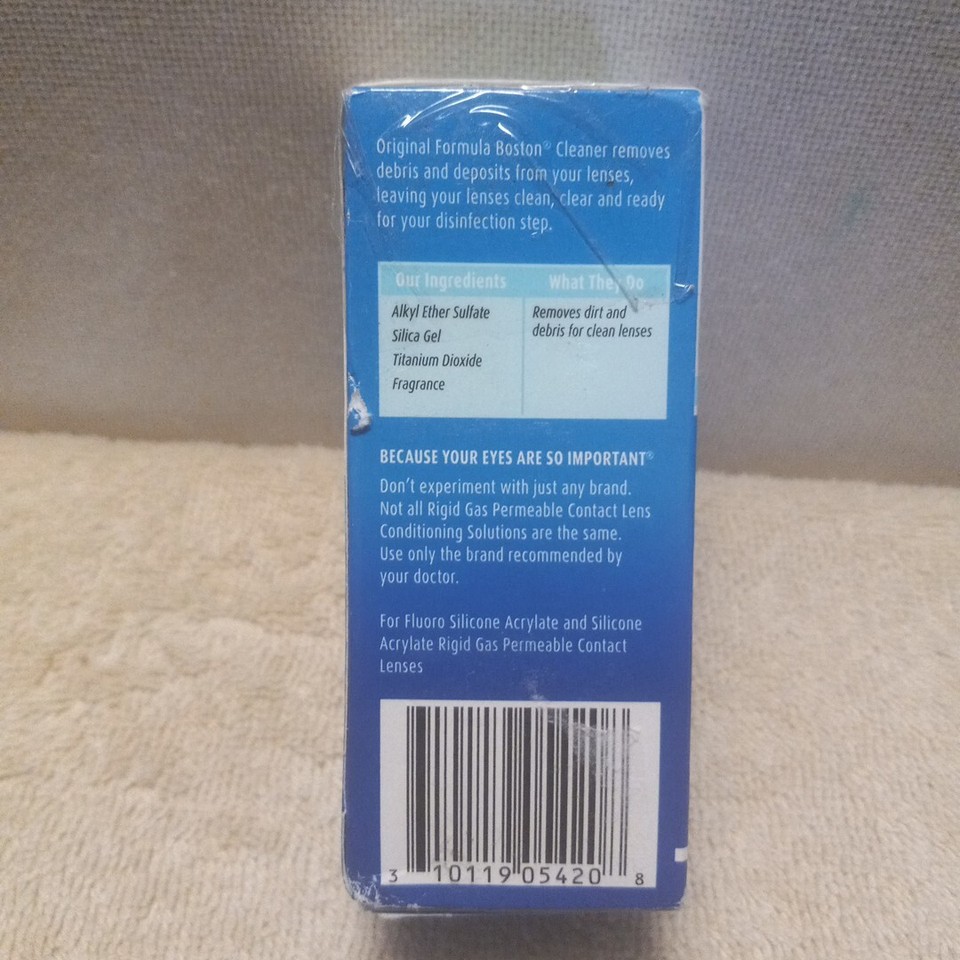 Original Formula Boston® Cleaner removes
debris and deposits from your lenses,
leaving your lenses clean, clear and ready
for your disinfection step.
Our Ingredients What They Do
Alkyl Ether Sulfate Removes dirt and
Silica Gel debris for clean lenses
Titanium Dioxide
Fragrance
BECAUSE YOUR EYES ARE SO IMPORTANT®
Don't experiment with just any brand.
Not all Rigid Gas Permeable Contact Lens
Conditioning Solutions are the same.
Use only the brand recommended by
your doctor.
For Fluoro Silicone Acrylate and Silicone
Acrylate Rigid Gas Permeable Contact
Lenses
3 10119 05420 8